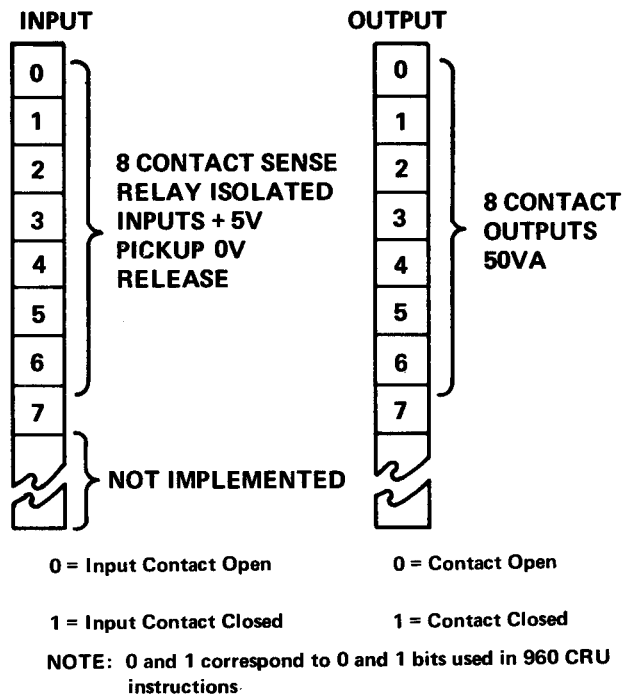 INPUT
0
1
2
3
4
5
6
7
8 CONTACT SENSE
RELAY ISOLATED
INPUTS + 5V
PICKUP 0V
RELEASE
NOT IMPLEMENTED
0 = Input Contact Open
1 = Input Contact Closed
OUTPUT
0
1
2
3
4
5
6
7
8 CONTACT
OUTPUTS
50VA
0 = Contact Open
1 = Contact Closed
NOTE: 0 and 1 correspond to 0 and 1 bits used in 960 CRU
instructions.